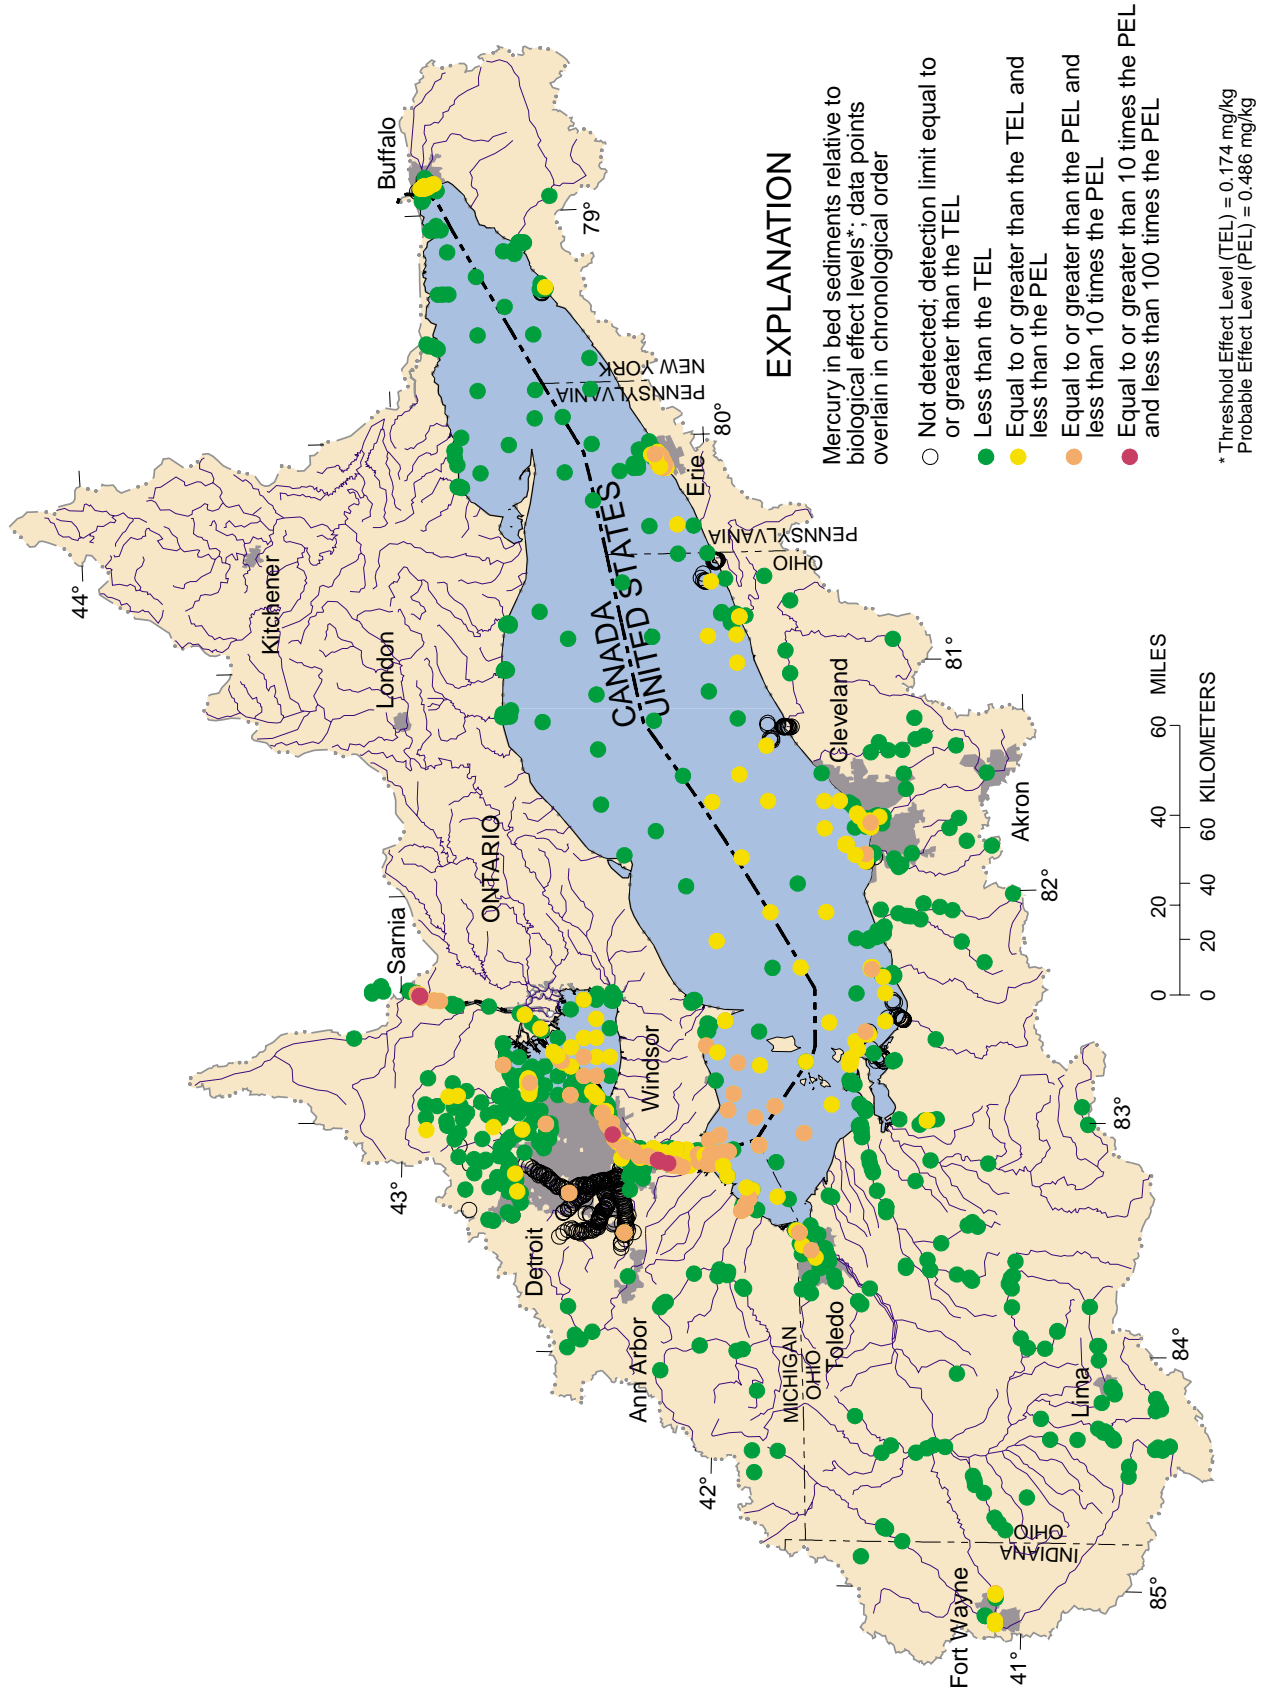 Buffalo
Kitchener
London
Sarnia
ONTARIO
Windsor
Detroit
Ann Arbor
Toledo
Lima
Fort Wayne
Akron
Cleveland
Erie
CANADA
UNITED STATES
NEW YORK
PENNSYLVANIA
PENNSYLVANIA
OHIO
MICHIGAN
OHIO
INDIANA
OHIO
44°
43°
42°
41°
79°
80°
81°
82°
83°
84°
85°
0 20 40 60 MILES
0 20 40 60 KILOMETERS
EXPLANATION
Mercury in bed sediments relative to
biological effect levels*; data points
overlain in chronological order
Not detected; detection limit equal to
or greater than the TEL
Less than the TEL
Equal to or greater than the TEL and
less than the PEL
Equal to or greater than the PEL and
less than 10 times the PEL
Equal to or greater than 10 times the PEL
and less than 100 times the PEL
* Threshold Effect Level (TEL) = 0.174 mg/kg
Probable Effect Level (PEL) = 0.486 mg/kg